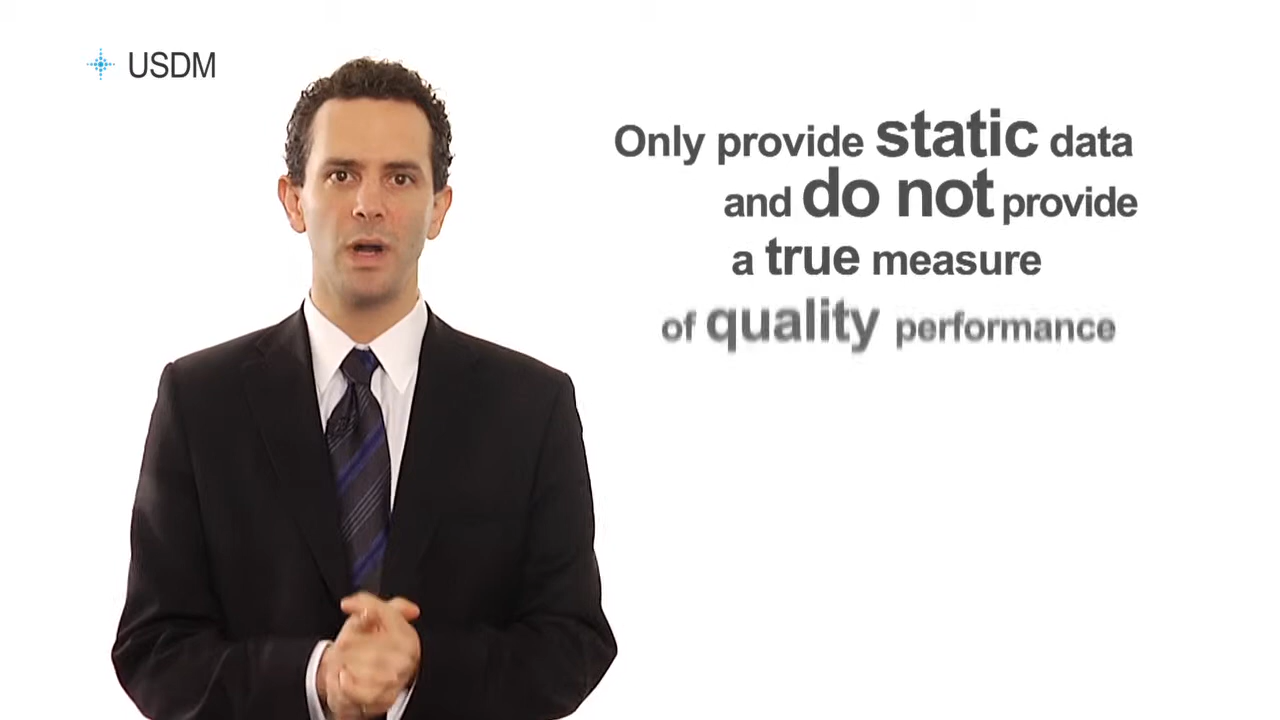 USDM
Only provide static data
and do not provide
a true measure
of quality performance